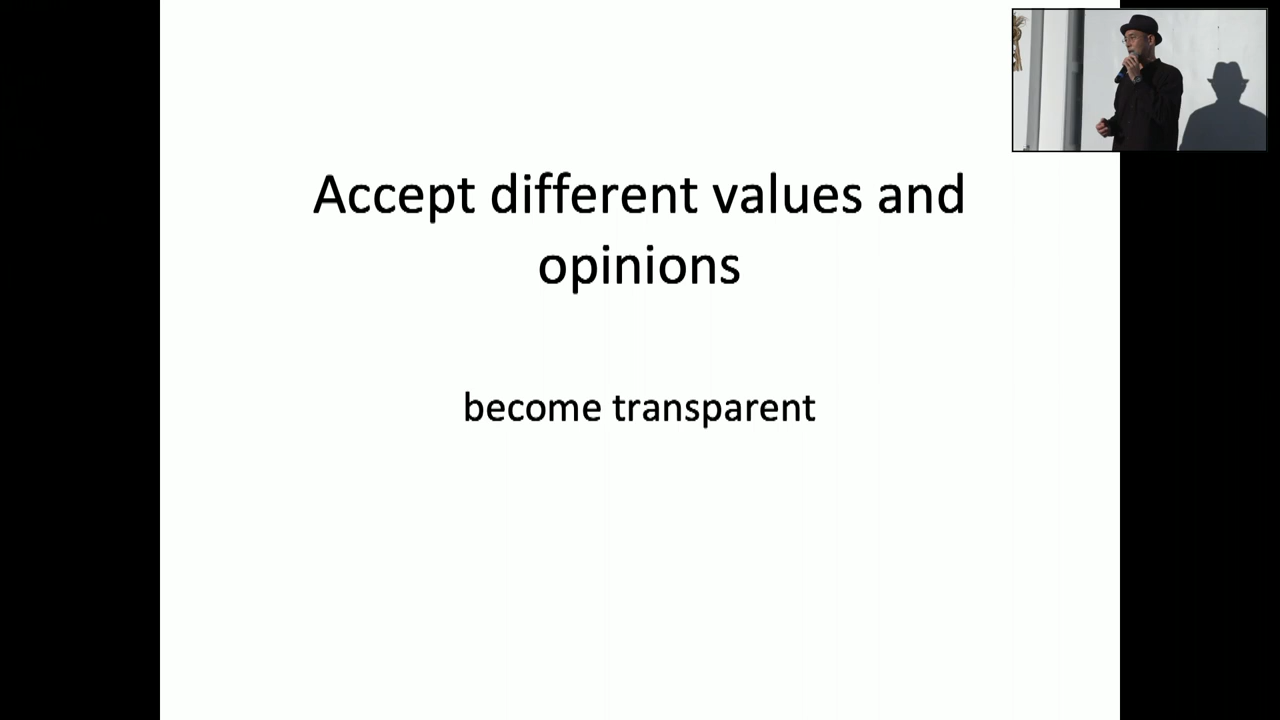 Accept different values and
opinions
become transparent